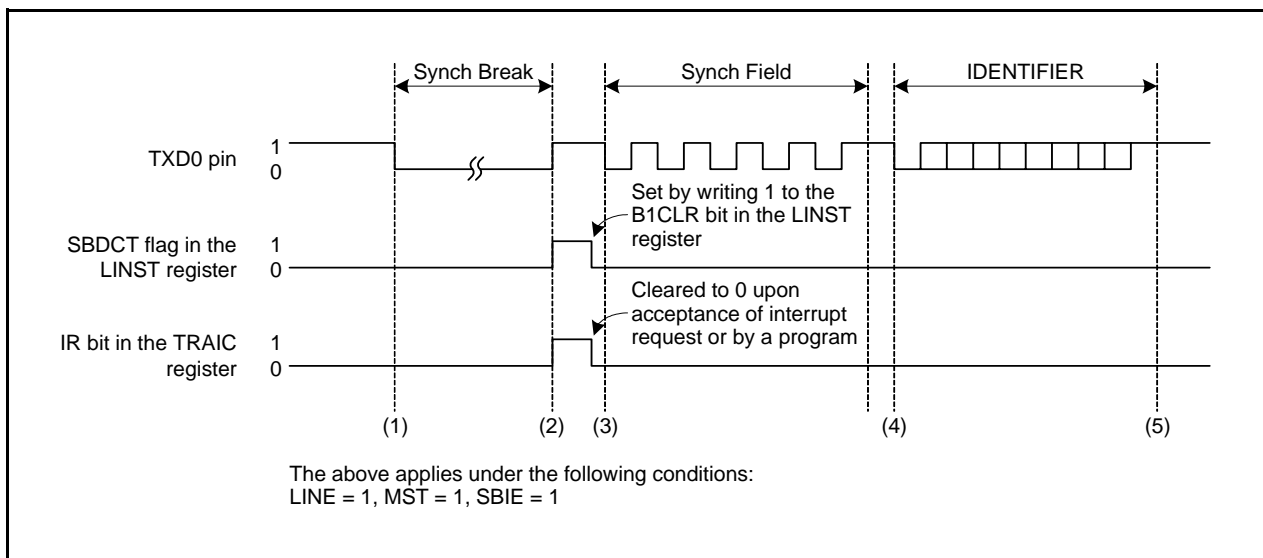 Synch Break
Synch Field
IDENTIFIER
TXD0 pin
1
0
Set by writing 1 to the
B1CLR bit in the LINST
register
SBDCT flag in the
LINST register
1
0
Cleared to 0 upon
acceptance of interrupt
request or by a program
IR bit in the TRAIC
register
1
0
(1)
(2)
(3)
(4)
(5)
The above applies under the following conditions:
LINE = 1, MST = 1, SBIE = 1